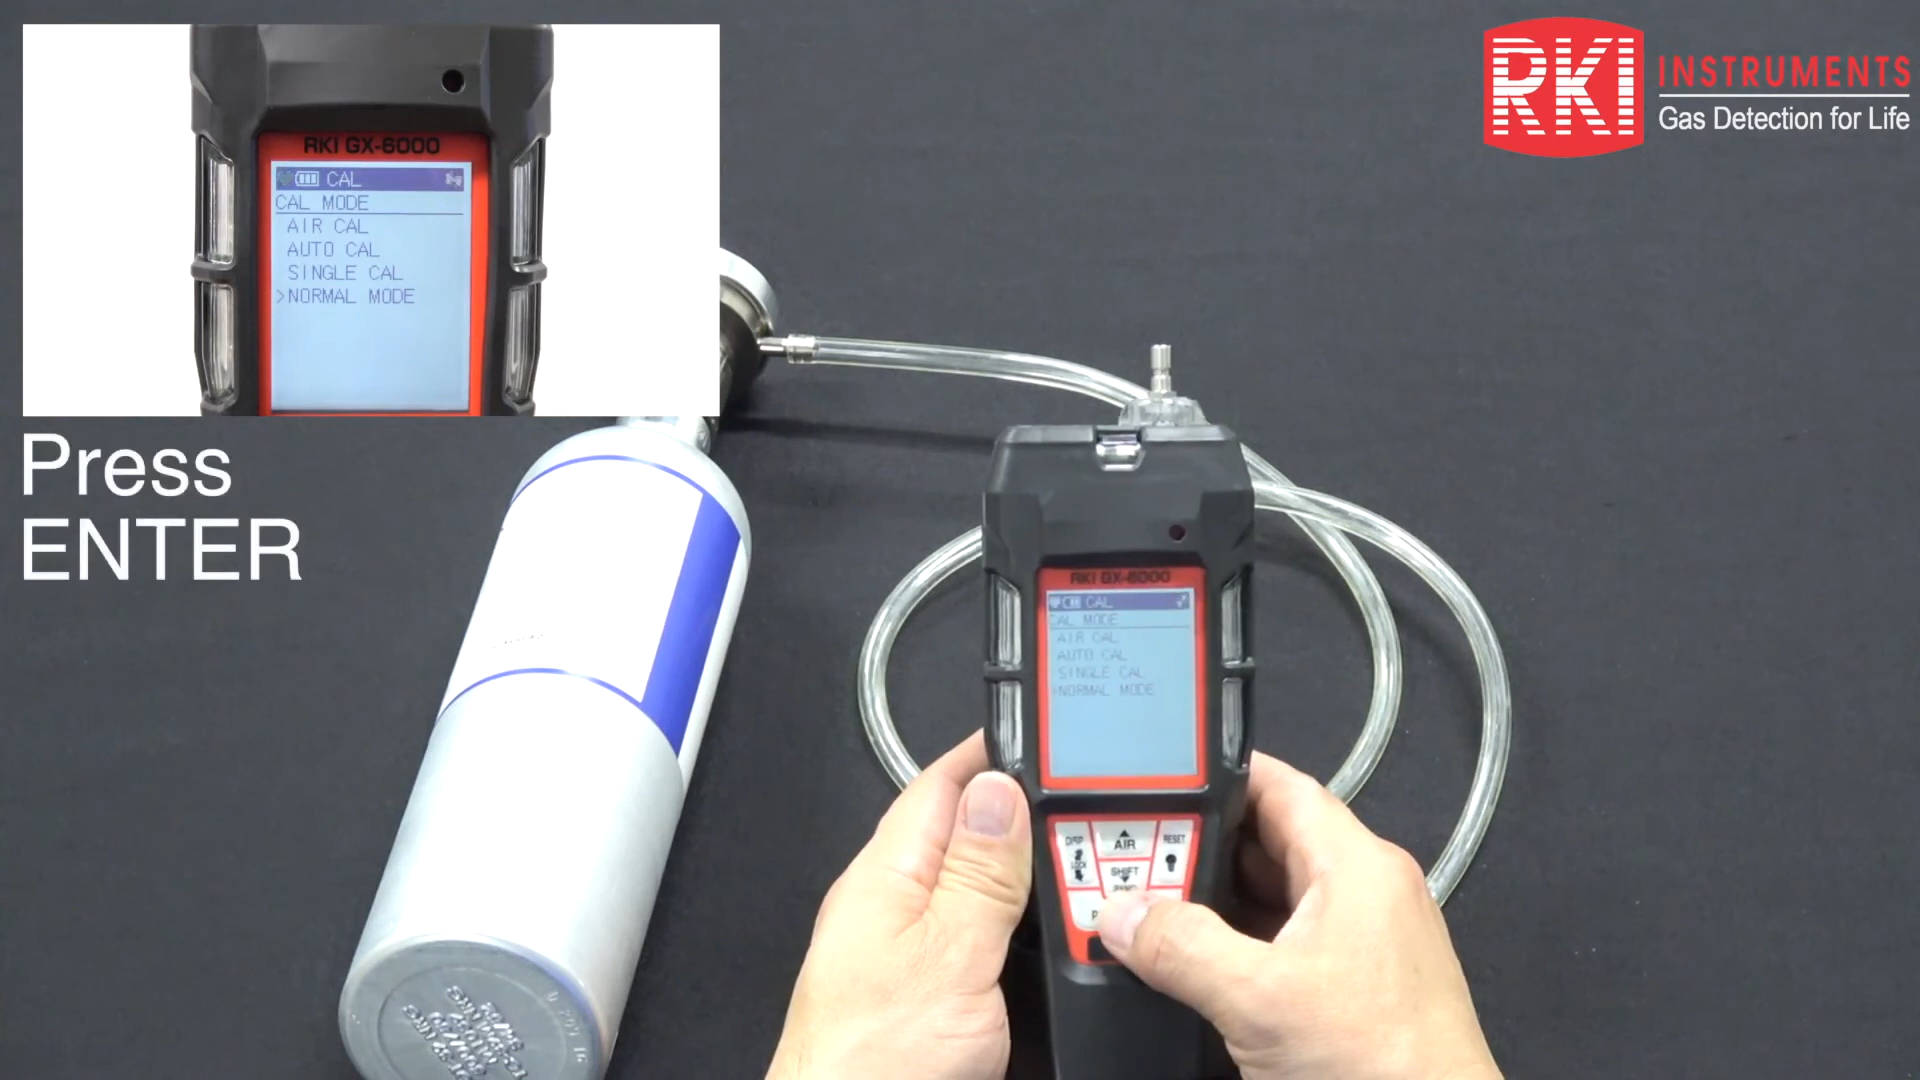 RKI GX-6000
CAL
CAL MODE
AIR CAL
AUTO CAL
SINGLE CAL
>NORMAL MODE
Press
ENTER
RKI INSTRUMENTS
Gas Detection for Life
RKI GX-6000
CAL
CAL MODE
AIR CAL
AUTO CAL
SINGLE CAL
>NORMAL MODE
DISP
LOCK
▲
AIR
RESET
SHIFT
▼